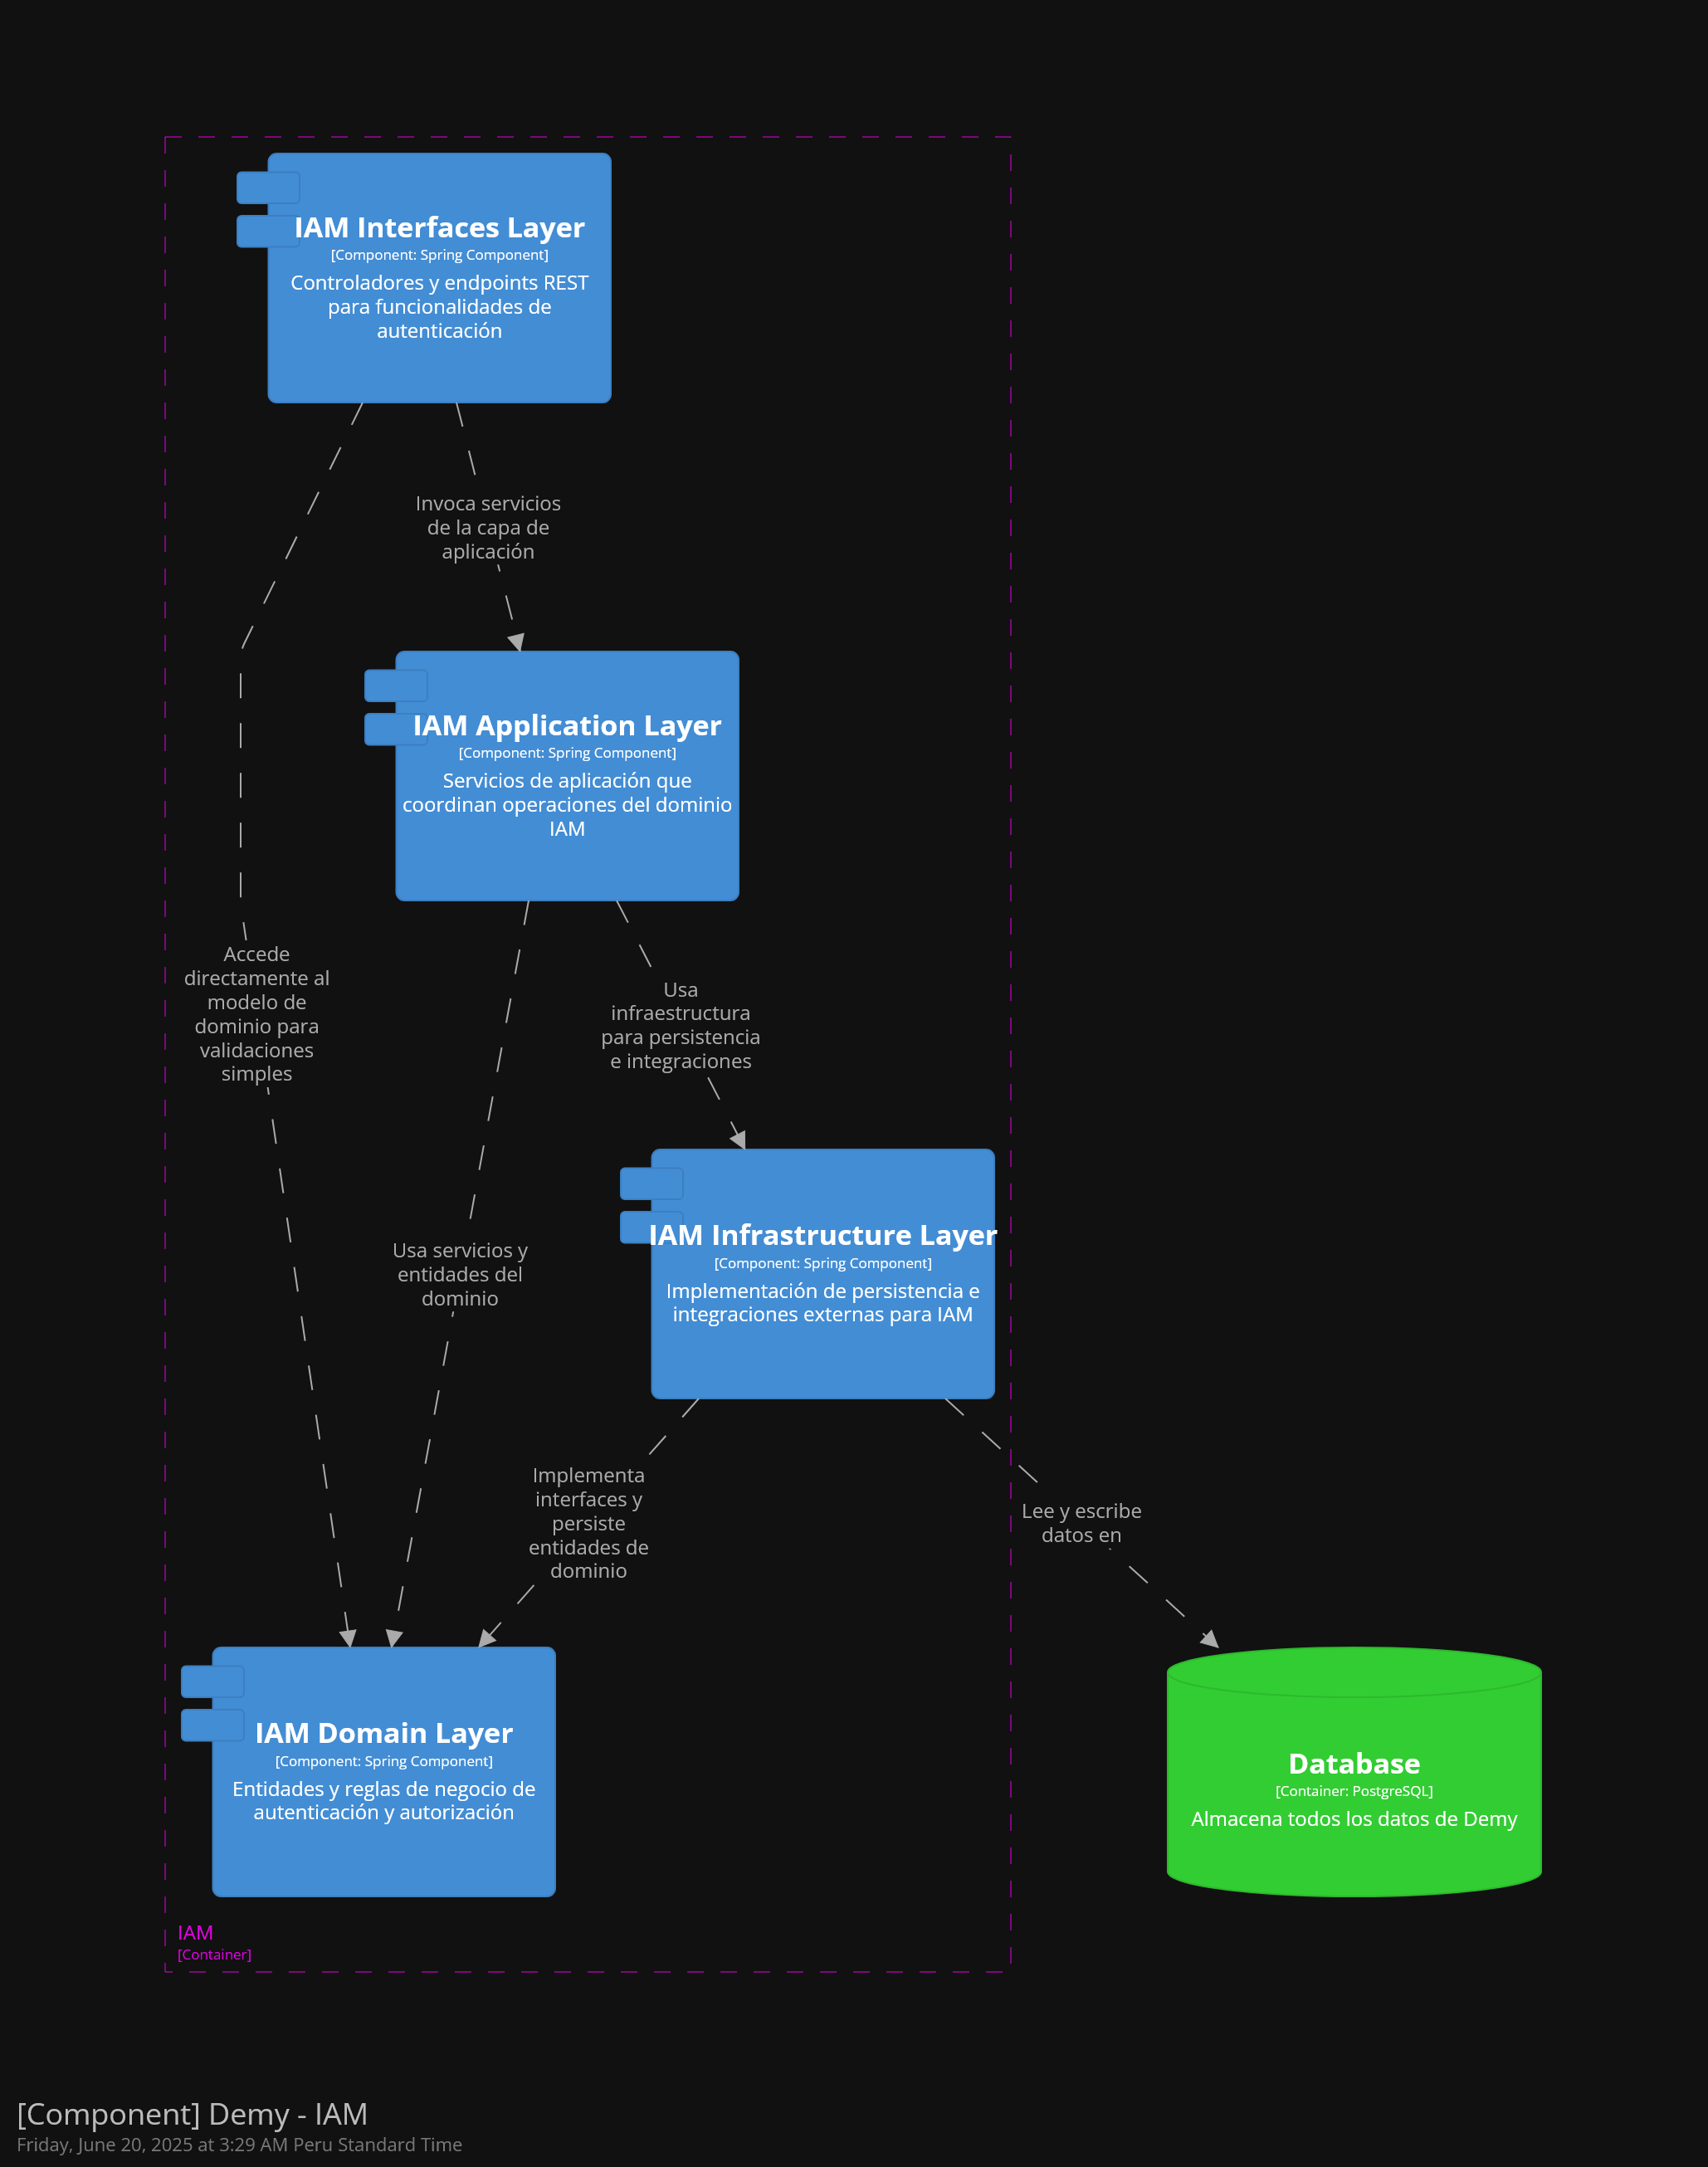 IAM Interfaces Layer
[Component: Spring Component]
Controladores y endpoints REST
para funcionalidades de
autenticación
Invoca servicios
de la capa de
aplicación
IAM Application Layer
[Component: Spring Component]
Servicios de aplicación que
coordinan operaciones del dominio
IAM
Accede
directamente al
modelo de
dominio para
validaciones
simples
Usa
infraestructura
para persistencia
e integraciones
IAM Infrastructure Layer
[Component: Spring Component]
Implementación de persistencia e
integraciones externas para IAM
Usa servicios y
entidades del
dominio
Implementa
interfaces y
persiste
entidades de
dominio
Lee y escribe
datos en
IAM Domain Layer
[Component: Spring Component]
Entidades y reglas de negocio de
autenticación y autorización
Database
[Container: PostgreSQL]
Almacena todos los datos de Demy
IAM
[Container]
[Component] Demy - IAM
Friday, June 20, 2025 at 3:29 AM Peru Standard Time